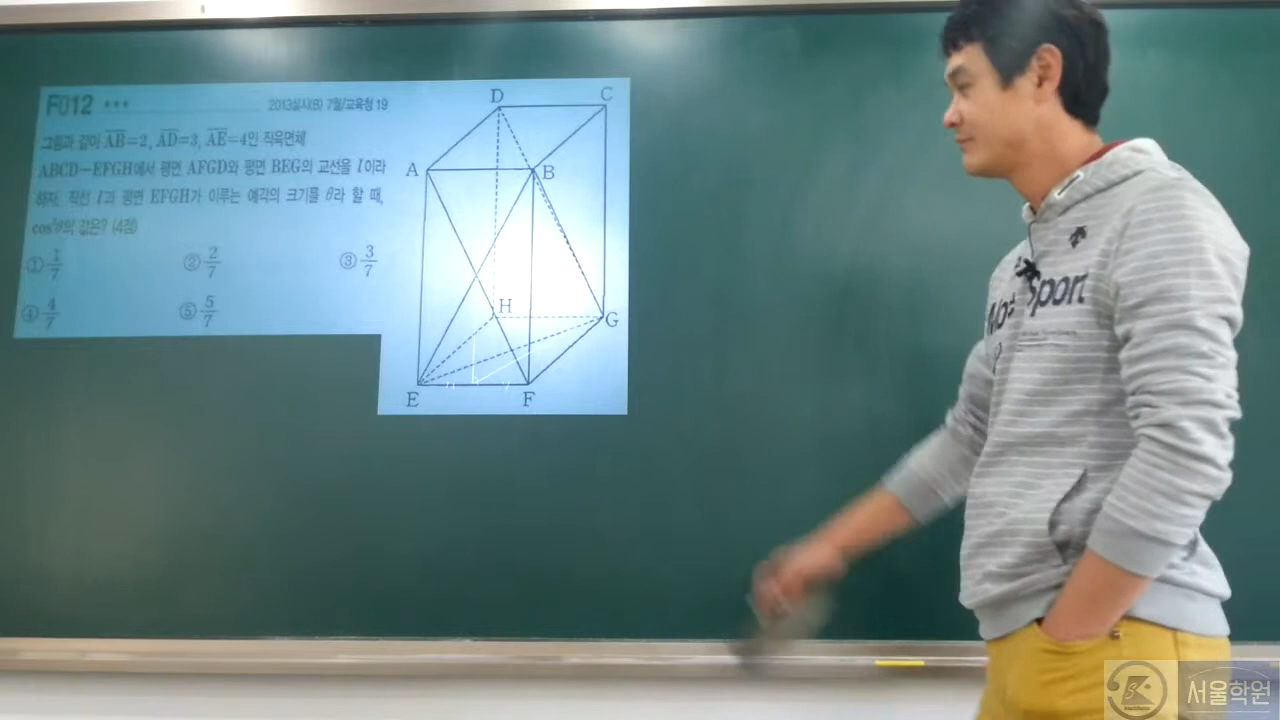 F012 ★★★ 2013실시(B) 7월/교육청 19
그림과 같이 AB=2, AD=3, AE=4인 직육면체
ABCD-EFGH에서 평면 AFGD와 평면 BEG의 교선을 l이라
하자. 직선 l과 평면 EFGH가 이루는 예각의 크기를 θ라 할 때,
cos²θ의 값은? (4점)
① 1/7 ② 2/7 ③ 3/7
④ 4/7 ⑤ 5/7
D C
A B
H
G
E F
Sport
서울학원